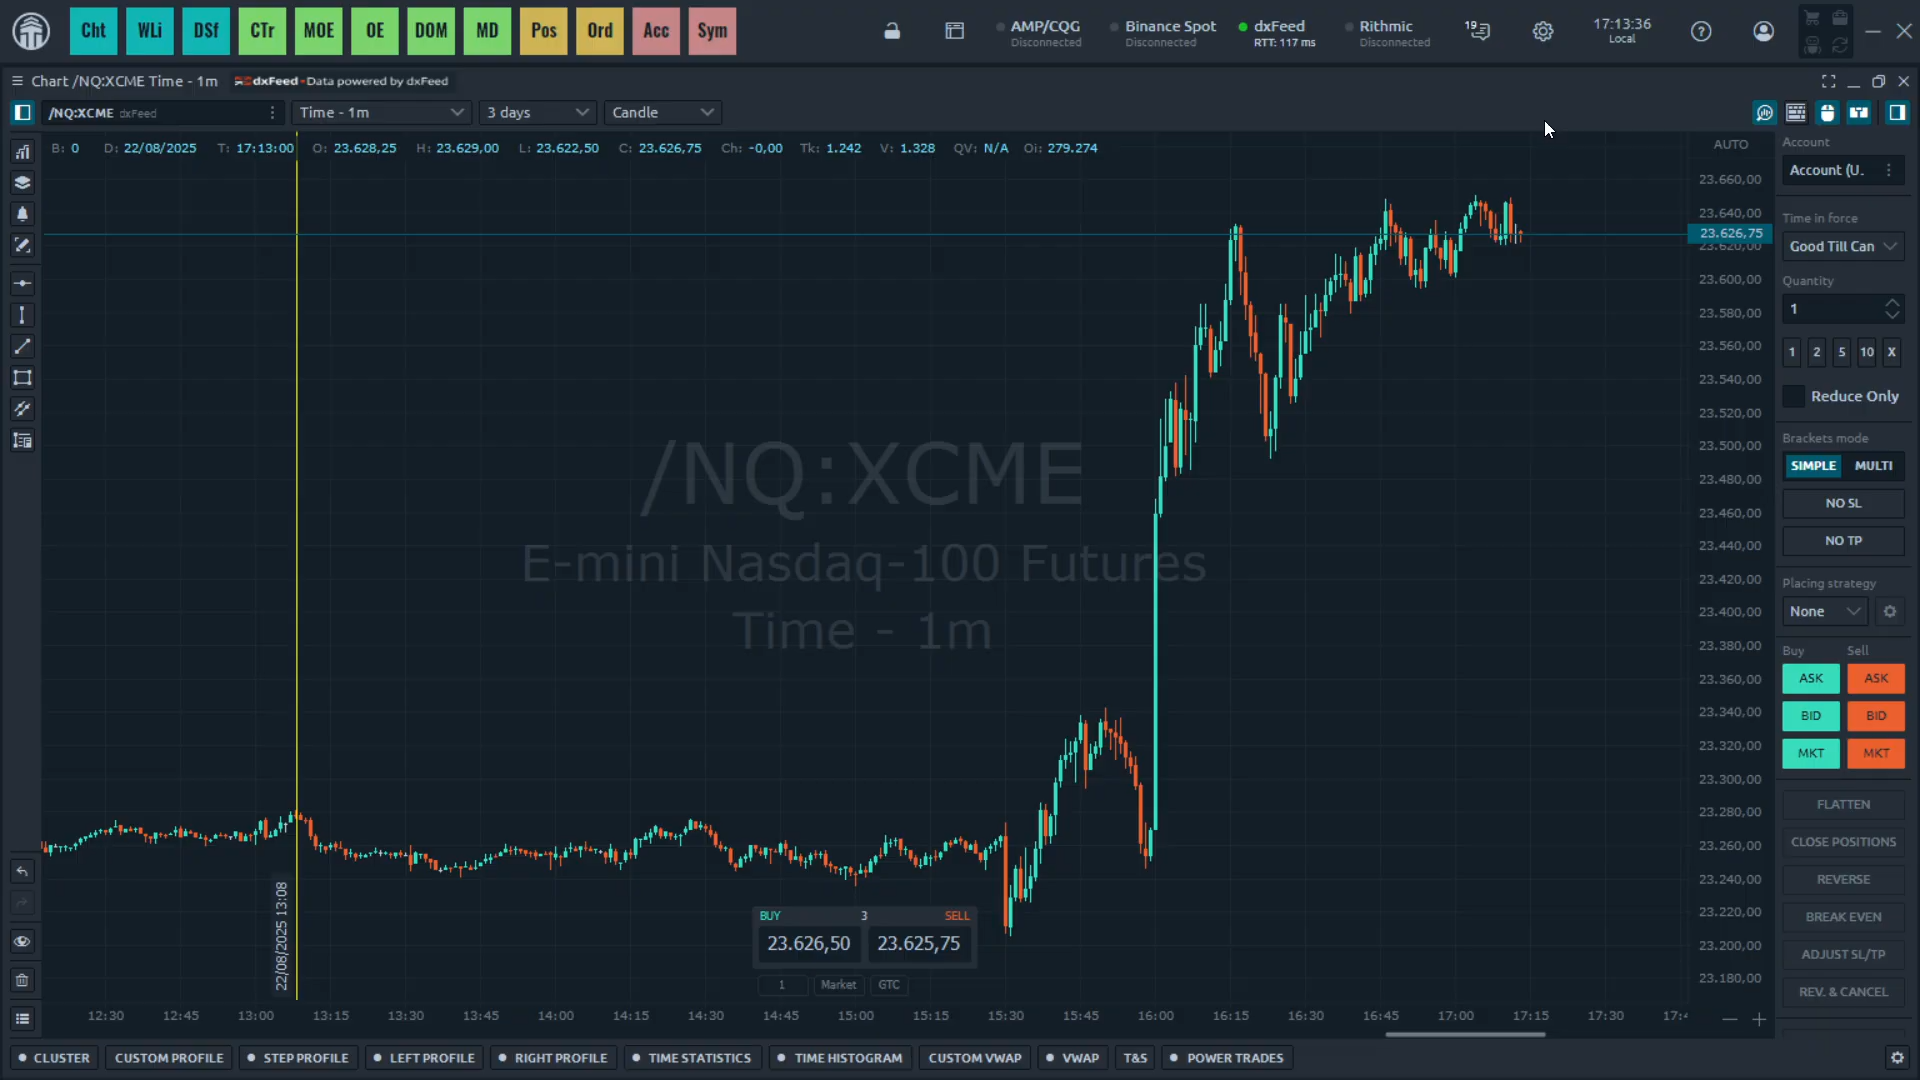 Cht WLi DSf CTr MOE OE DOM MD Pos Ord Acc Sym
AMP/CQG
Disconnected
Binance Spot
Disconnected
dxFeed
RTT: 117 ms
Rithmic
Disconnected
19
17:13:36
Local
Chart /NQ:XCME Time - 1m
dxFeed - Data powered by dxFeed
/NQ:XCME dxFeed
Time - 1m
3 days
Candle
B: 0 D: 22/08/2025 T: 17:13:00 O: 23.628,25 H: 23.629,00 L: 23.622,50 C: 23.626,75 Ch: -0,00 Tk: 1.242 V: 1.328 QV: N/A Oi: 279.274
AUTO
23.660,00
23.640,00
23.626,75
23.620,00
23.600,00
23.580,00
23.560,00
23.540,00
23.520,00
23.500,00
23.480,00
23.460,00
23.440,00
23.420,00
23.400,00
23.380,00
23.360,00
23.340,00
23.320,00
23.300,00
23.280,00
23.260,00
23.240,00
23.220,00
23.200,00
23.180,00
/NQ:XCME
E-mini Nasdaq-100 Futures
Time - 1m
22/08/2025 13:08
BUY 3 SELL
23.626,50 23.625,75
1 Market GTC
12:30 12:45 13:00 13:15 13:30 13:45 14:00 14:15 14:30 14:45 15:00 15:15 15:30 15:45 16:00 16:15 16:30 16:45 17:00 17:15 17:30
Account
Account (U.
Time in force
Good Till Can
Quantity
1
1 2 5 10 X
Reduce Only
Brackets mode
SIMPLE MULTI
NO SL
NO TP
Placing strategy
None
Buy Sell
ASK ASK
BID BID
MKT MKT
FLATTEN
CLOSE POSITIONS
REVERSE
BREAK EVEN
ADJUST SL/TP
REV. & CANCEL
CLUSTER CUSTOM PROFILE STEP PROFILE LEFT PROFILE RIGHT PROFILE TIME STATISTICS TIME HISTOGRAM CUSTOM VWAP VWAP T&S POWER TRADES